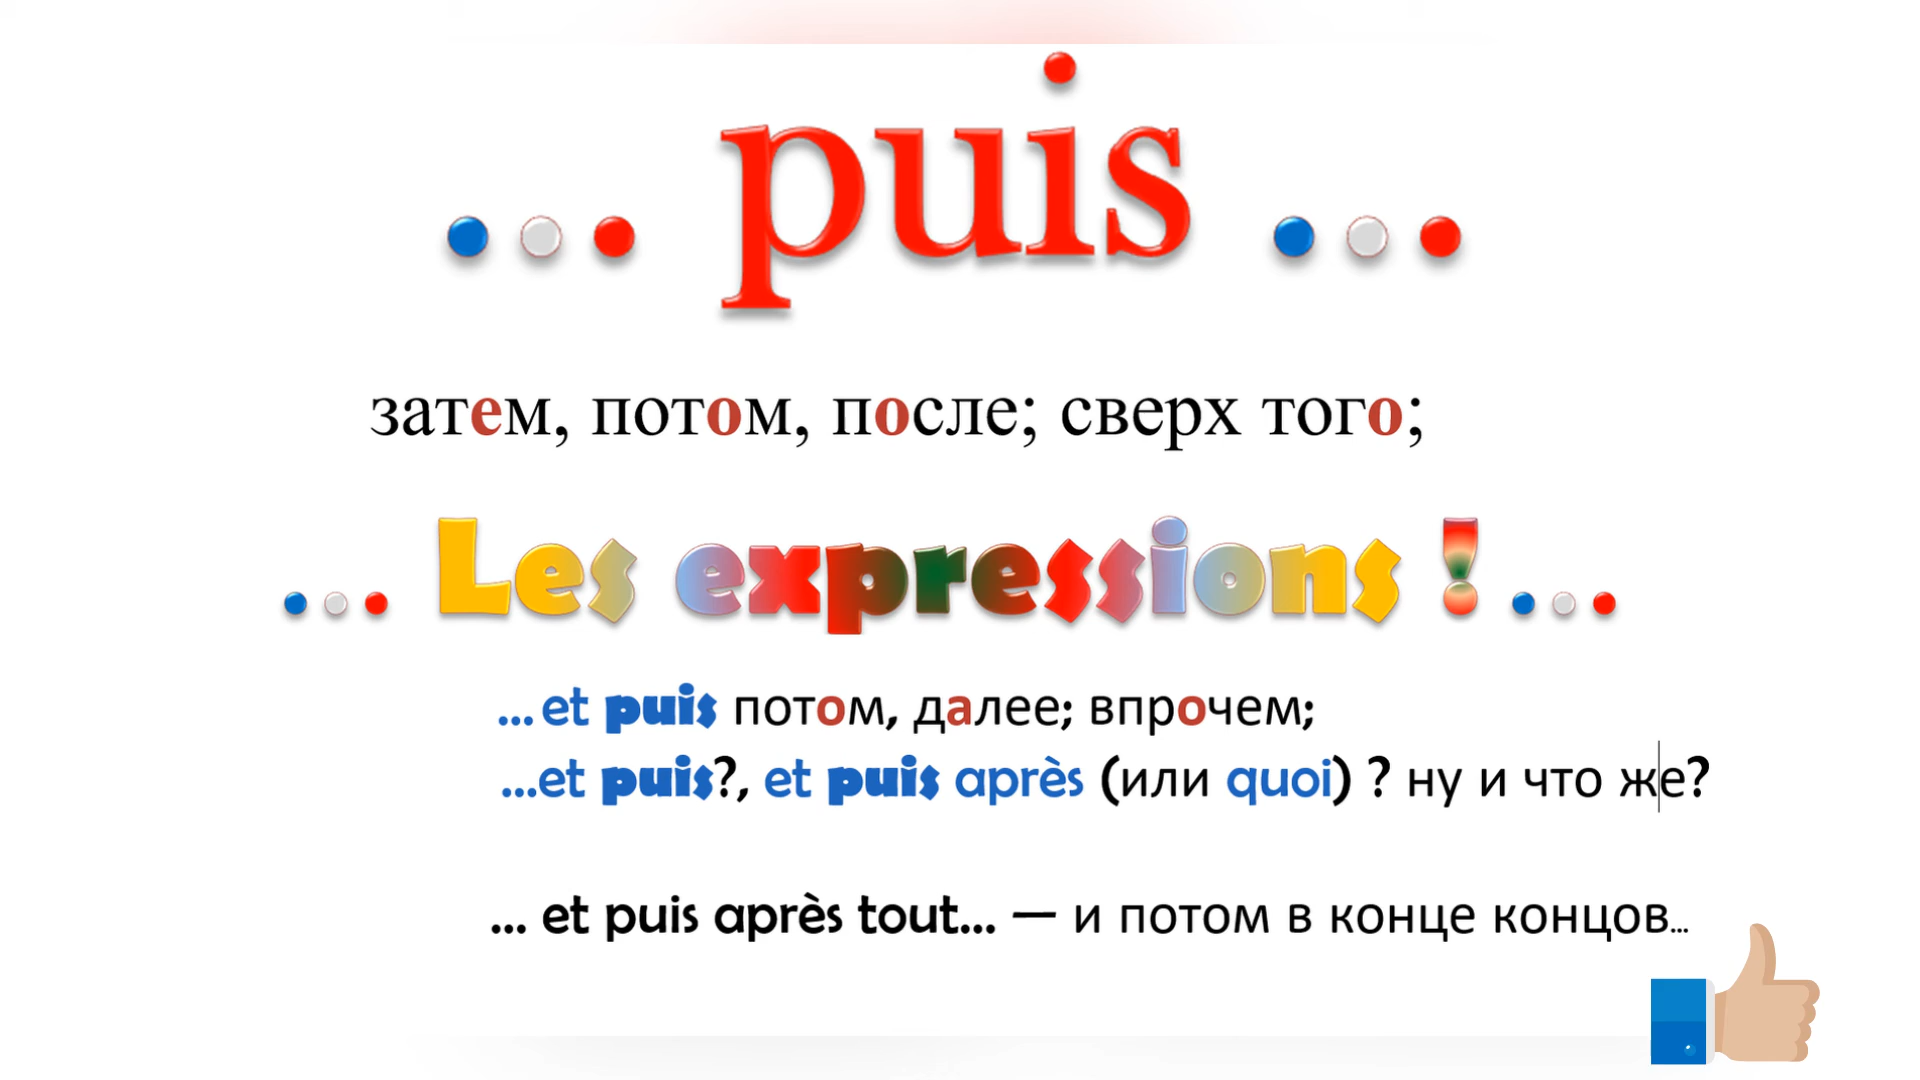 ... puis ...
затем, потом, после; сверх того;
... Les expressions ! ...
... et puis потом, далее; впрочем;
...et puis?, et puis après (или quoi) ? ну и что же?
... et puis après tout... — и потом в конце концов...